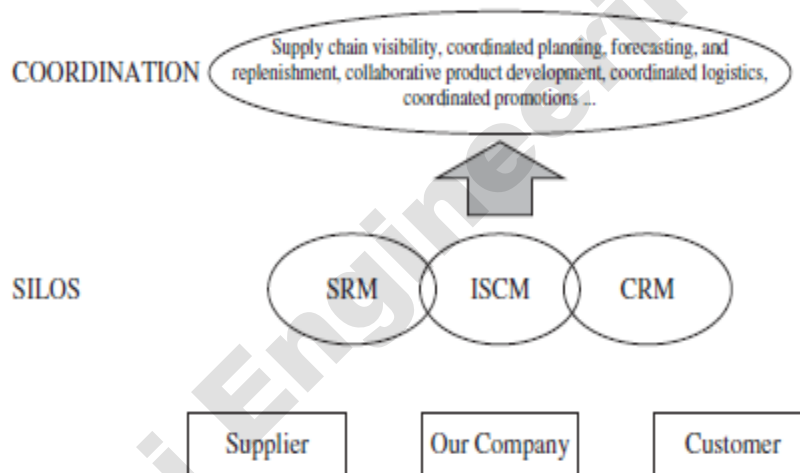 Supply chain visibility, coordinated planning, forecasting, and
COORDINATION replenishment, collaborative product development, coordinated logistics,
coordinated promotions ...
SILOS SRM ISCM CRM
Supplier Our Company Customer